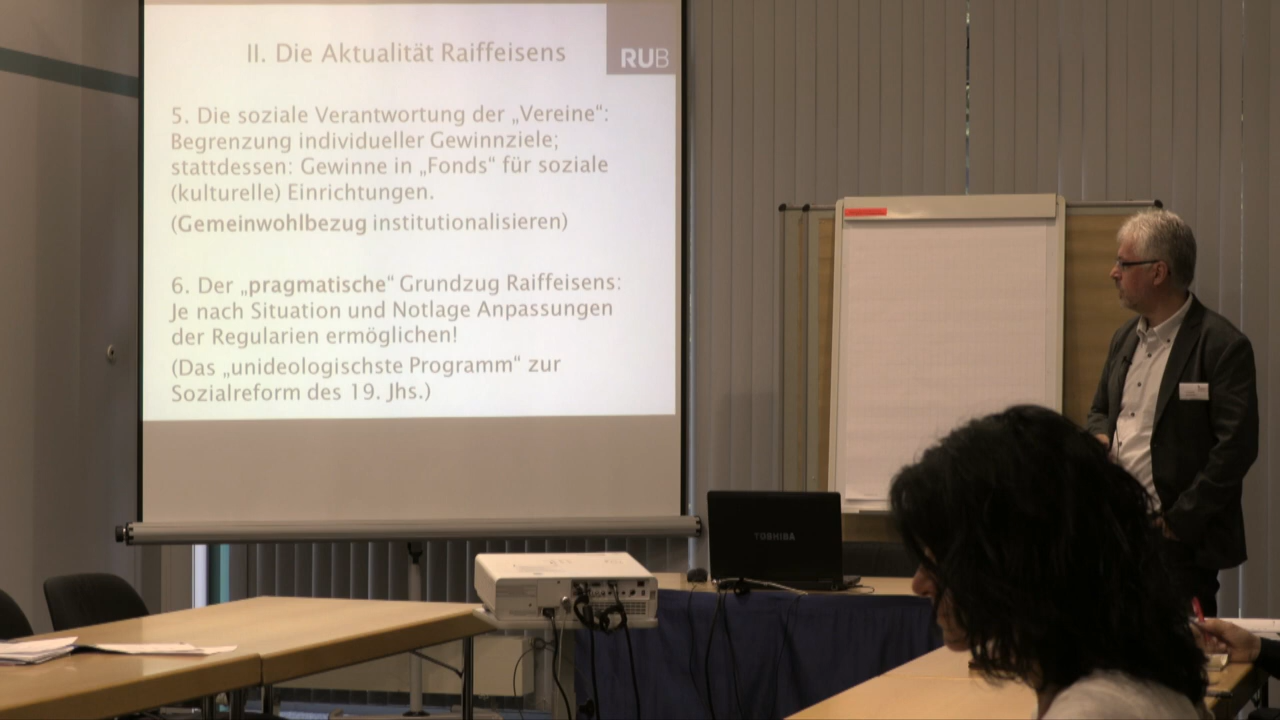 II. Die Aktualität Raiffeisens
RUB
5. Die soziale Verantwortung der „Vereine“:
Begrenzung individueller Gewinnziele;
stattdessen: Gewinne in „Fonds“ für soziale
(kulturelle) Einrichtungen.
(Gemeinwohlbezug institutionalisieren)
6. Der „pragmatische“ Grundzug Raiffeisens:
Je nach Situation und Notlage Anpassungen
der Regularien ermöglichen!
(Das „unideologischste Programm“ zur
Sozialreform des 19. Jhs.)
TOSHIBA